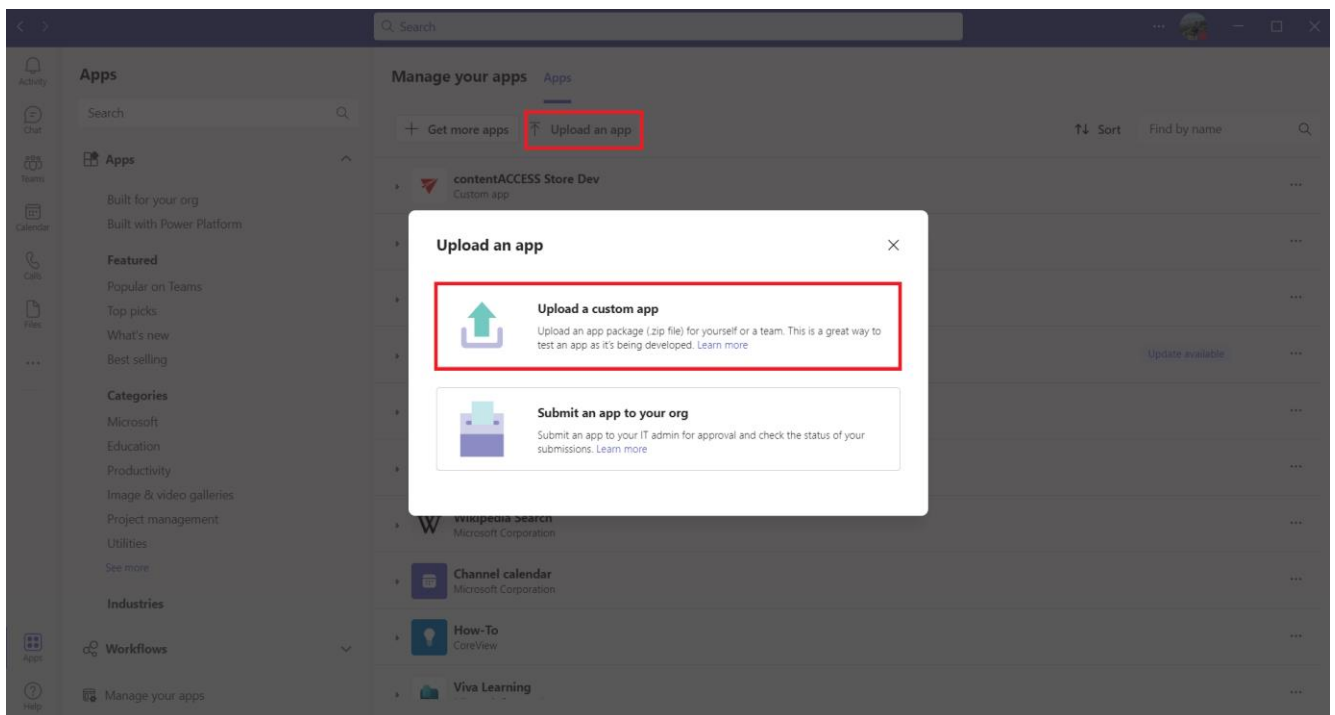 Search
Activity
Chat
Teams
Calendar
Calls
Files
Apps
Help
Apps
Search
Apps
Built for your org
Built with Power Platform
Featured
Popular on Teams
Top picks
What's new
Best selling
Categories
Microsoft
Education
Productivity
Image & video galleries
Project management
Utilities
See more
Industries
Workflows
Manage your apps
Manage your apps Apps
Get more apps Upload an app Sort Find by name
contentACCESS Store Dev
Custom app
Update available
Upload an app
Upload a custom app
Upload an app package (.zip file) for yourself or a team. This is a great way to
test an app as it's being developed. Learn more
Submit an app to your org
Submit an app to your IT admin for approval and check the status of your
submissions. Learn more
Wikipedia Search
Microsoft Corporation
Channel calendar
Microsoft Corporation
How-To
CoreView
Viva Learning